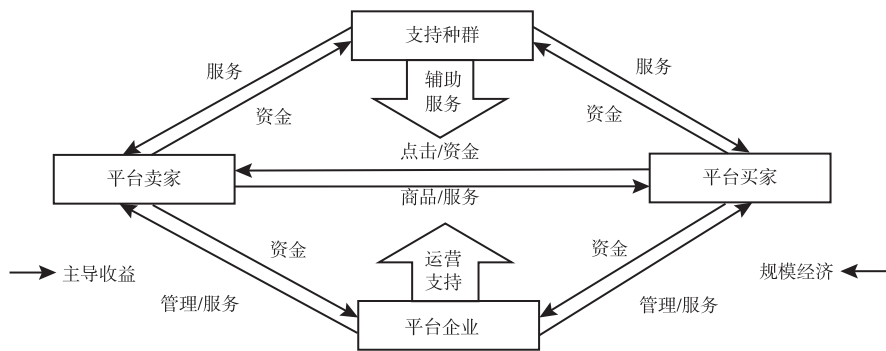 支持种群
服务
辅助
服务
服务
资金
资金
点击/资金
平台卖家
平台买家
商品/服务
资金
运营
支持
资金
主导收益
规模经济
管理/服务
管理/服务
平台企业